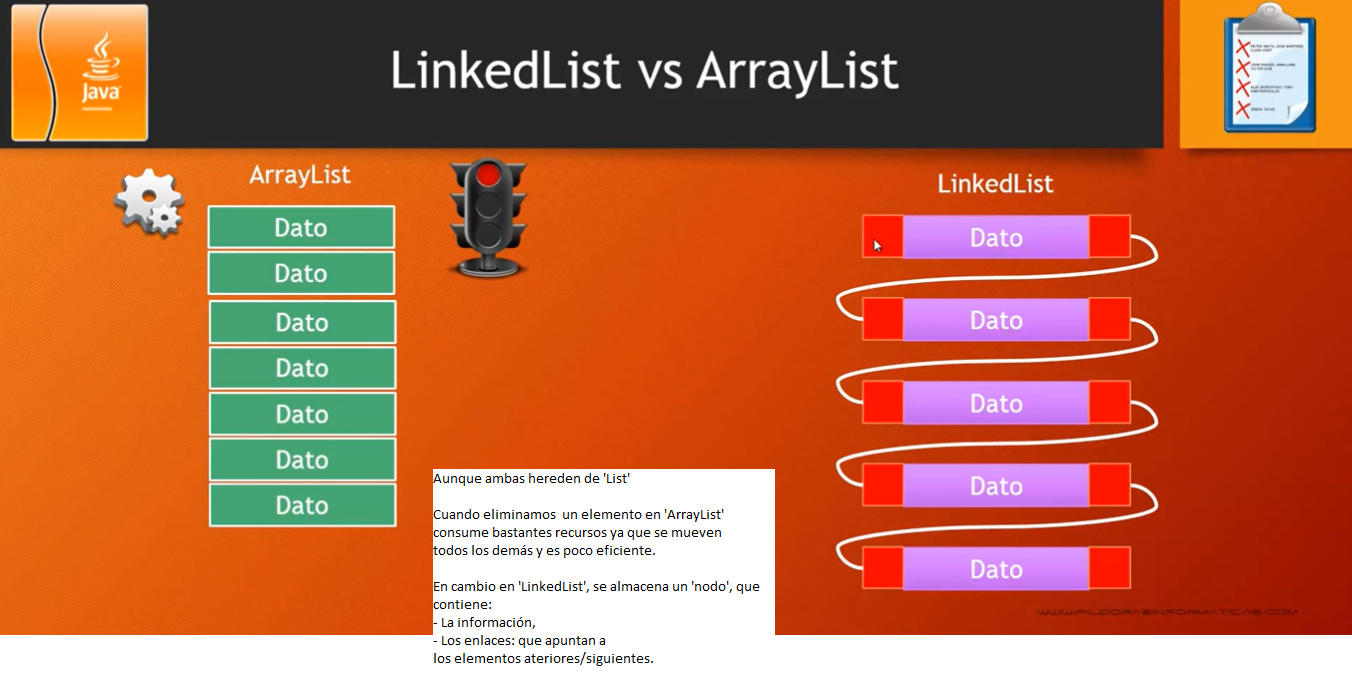 Java
LinkedList vs ArrayList
ArrayList
Dato
Dato
Dato
Dato
Dato
Dato
Dato
LinkedList
Dato
Dato
Dato
Dato
Dato
Aunque ambas hereden de 'List'
Cuando eliminamos un elemento en 'ArrayList'
consume bastantes recursos ya que se mueven
todos los demás y es poco eficiente.
En cambio en 'LinkedList', se almacena un 'nodo', que
contiene:
- La información,
- Los enlaces: que apuntan a
los elementos ateriores/siguientes.
WWW.PILDORASINFORMATICAS.COM